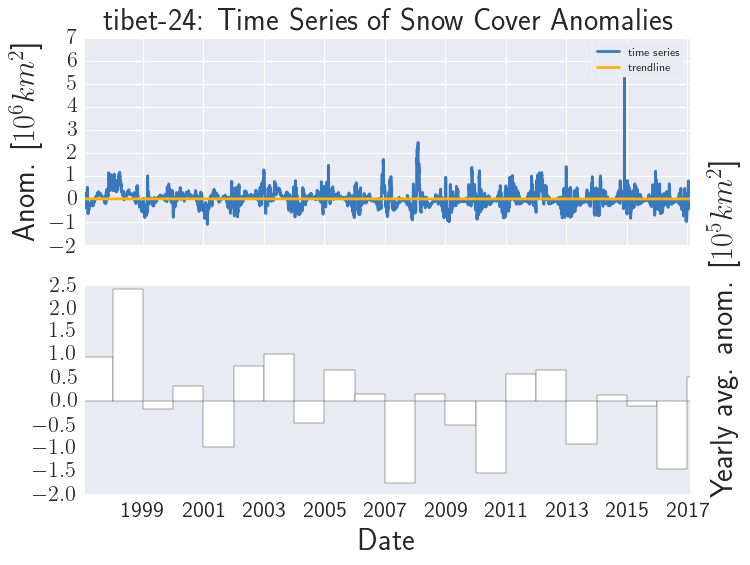 tibet-24: Time Series of Snow Cover Anomalies
7
6
5
4
3
2
1
0
−1
−2
Anom. [10^6 km^2]
time series
trendline
2.5
2.0
1.5
1.0
0.5
0.0
−0.5
−1.0
−1.5
−2.0
Yearly avg. anom. [10^5 km^2]
1999 2001 2003 2005 2007 2009 2011 2013 2015 2017
Date